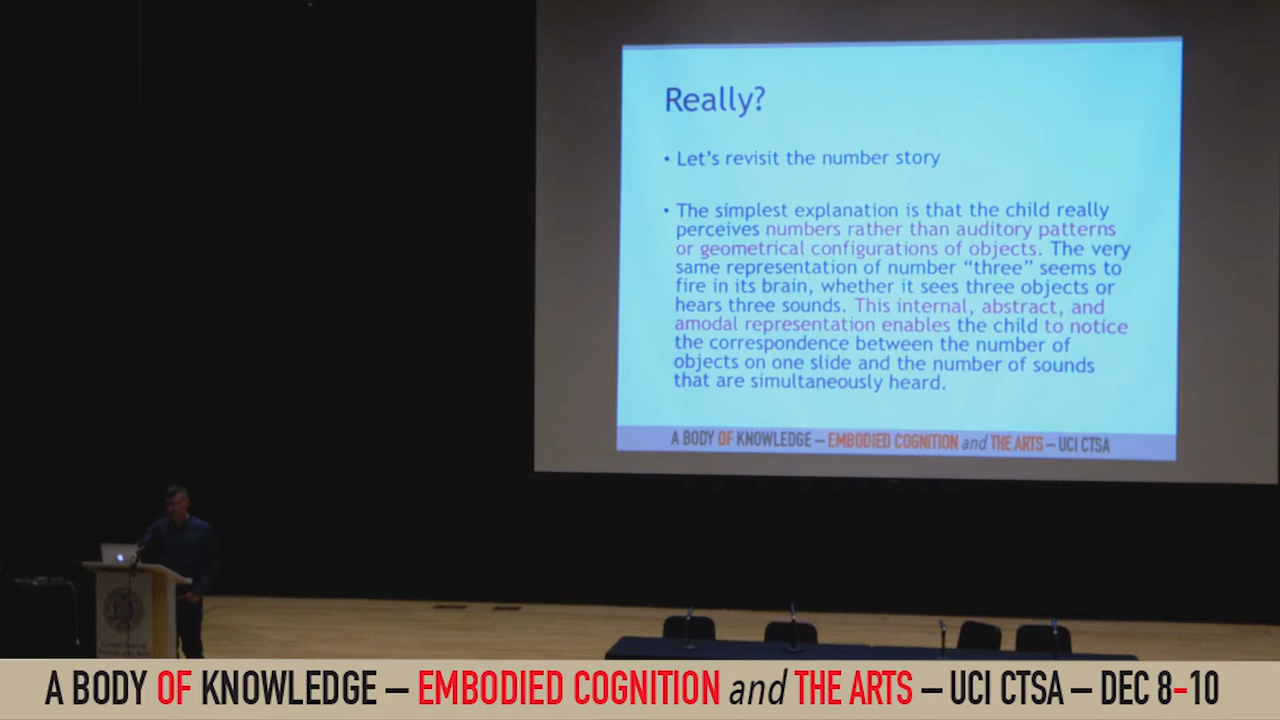 Really?
• Let's revisit the number story
• The simplest explanation is that the child really
perceives numbers rather than auditory patterns
or geometrical configurations of objects. The very
same representation of number “three” seems to
fire in its brain, whether it sees three objects or
hears three sounds. This internal, abstract, and
amodal representation enables the child to notice
the correspondence between the number of
objects on one slide and the number of sounds
that are simultaneously heard.
A BODY OF KNOWLEDGE – EMBODIED COGNITION and THE ARTS – UCI CTSA
A BODY OF KNOWLEDGE – EMBODIED COGNITION and THE ARTS – UCI CTSA – DEC 8-10